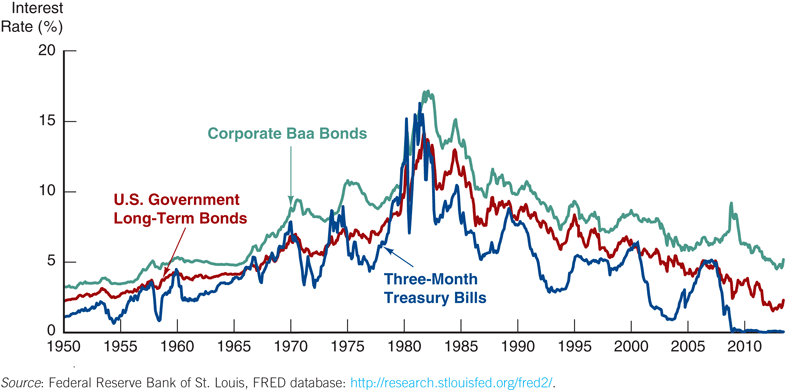 Interest
Rate (%)
20
15
10
5
0
Corporate Baa Bonds
U.S. Government
Long-Term Bonds
Three-Month
Treasury Bills
1950 1955 1960 1965 1970 1975 1980 1985 1990 1995 2000 2005 2010
Source: Federal Reserve Bank of St. Louis, FRED database: http://research.stlouisfed.org/fred2/.